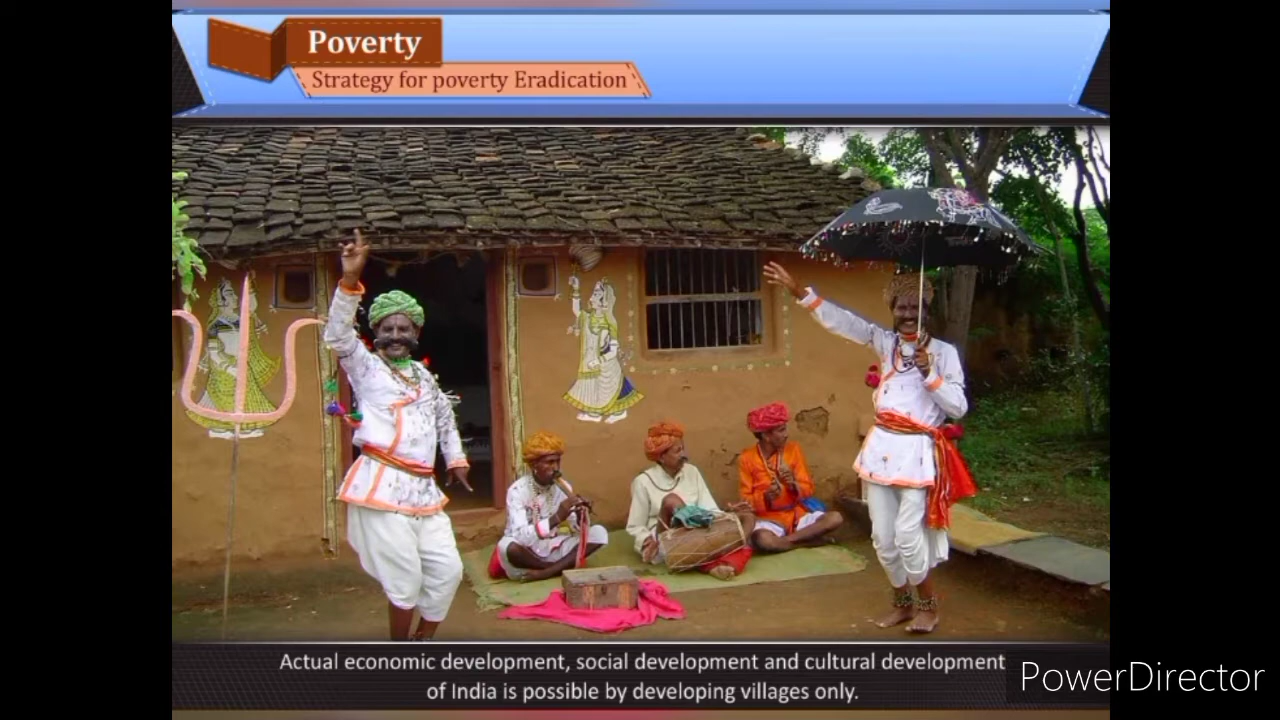 Poverty
Strategy for poverty Eradication
Actual economic development, social development and cultural development
of India is possible by developing villages only.
PowerDirector